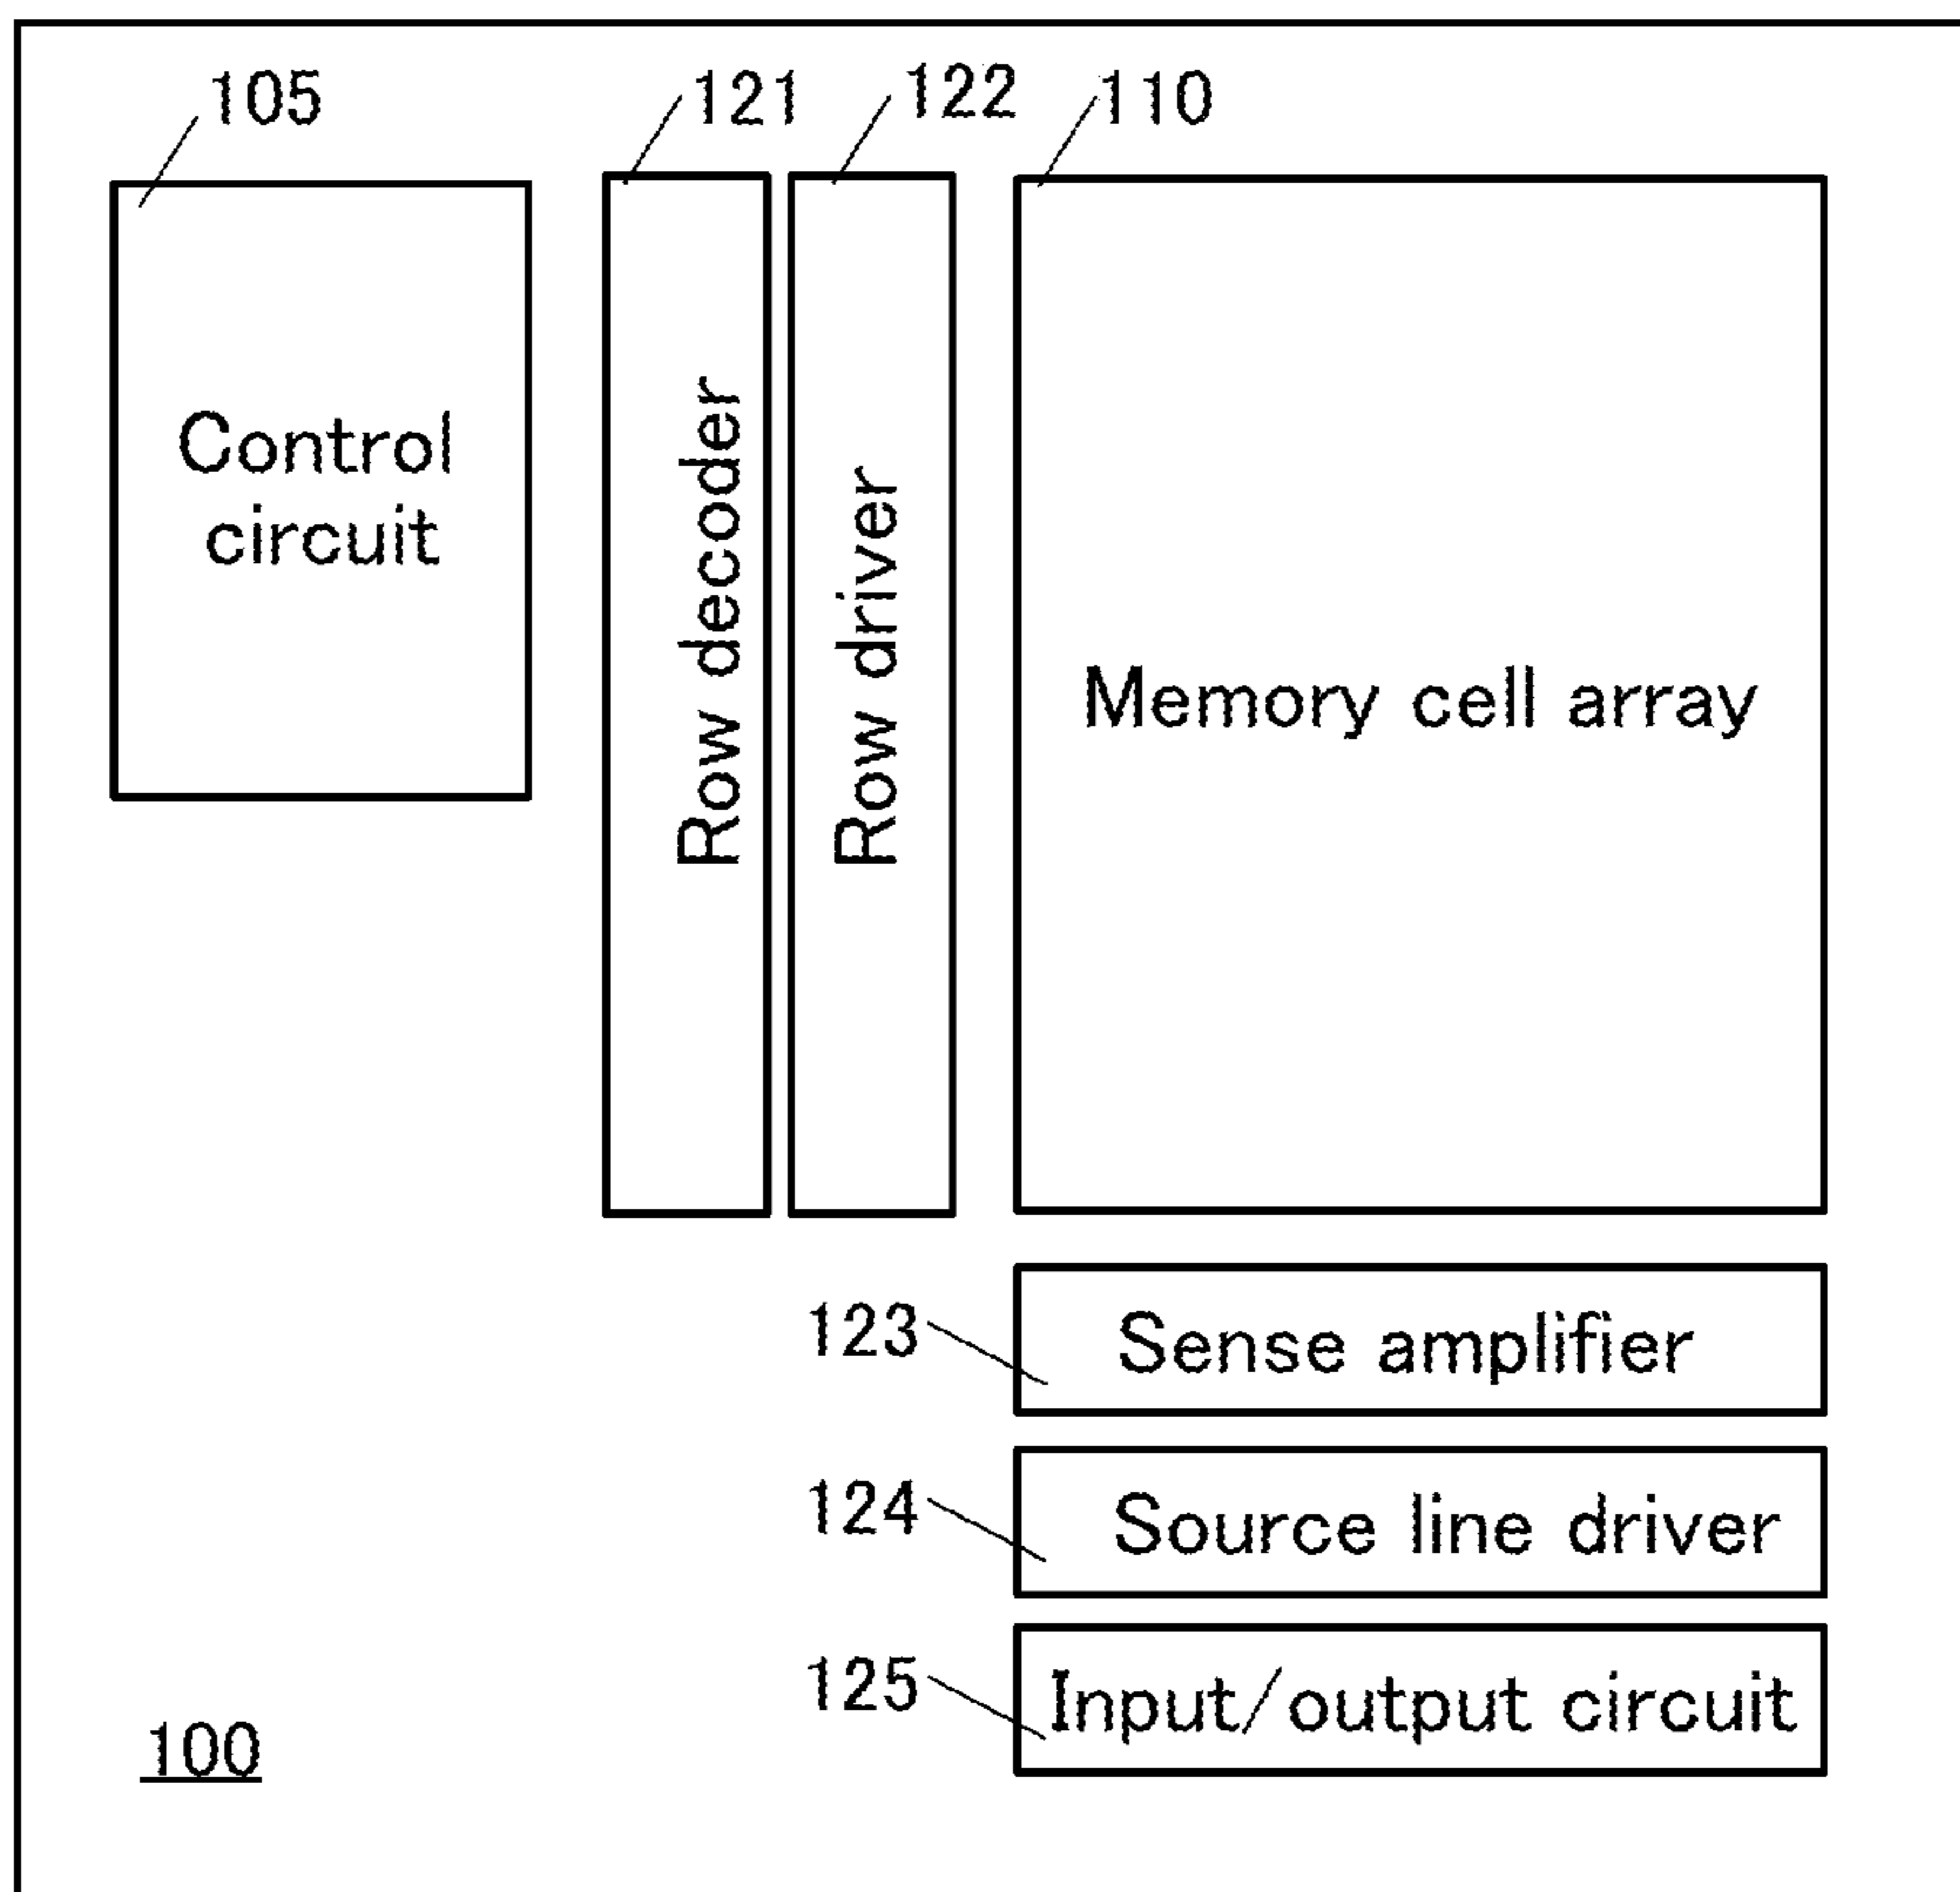 105
121
122
110
Control
circuit
Row decoder
Row driver
Memory cell array
123
Sense amplifier
124
Source line driver
125
Input/output circuit
100